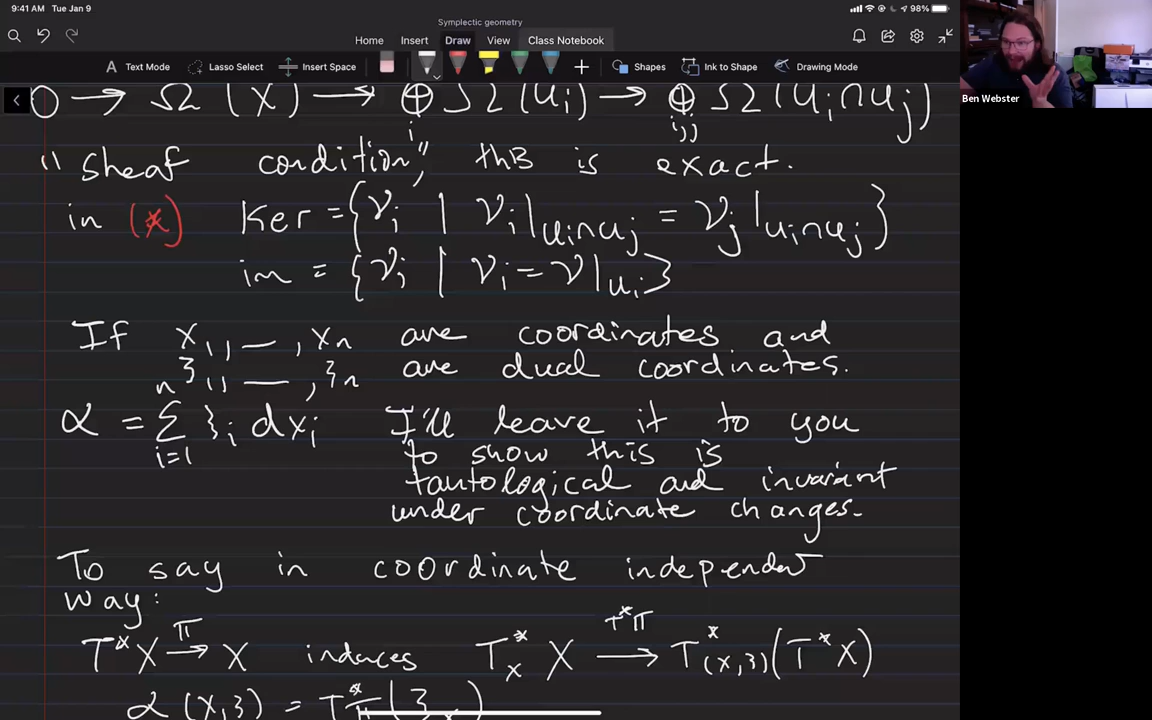 9:41 AM Tue Jan 9
98%
Symplectic geometry
Home Insert Draw View Class Notebook
Text Mode Lasso Select Insert Space Shapes Ink to Shape Drawing Mode
Ben Webster
0 → Ω (X) → ⊕ Ω(Ui) → ⊕ Ω(Ui∩Uj)
i i,j
"sheaf condition", this is exact.
in (*) Ker = {νi | νi|Ui∩Uj = νj|Ui∩Uj}
im = {νi | νi = ν|Ui}
If x1, — , xn are coordinates and
ξ1, — , ξn are dual coordinates.
α = Σ_{i=1}^n ξi dxi I'll leave it to you
to show this is
tautological and invariant
under coordinate changes.
To say in coordinate independent
way:
T*X →π X induces T*_x X →T*π T*_(x,ξ)(T*X)
α(x,ξ) = T*π(ξ